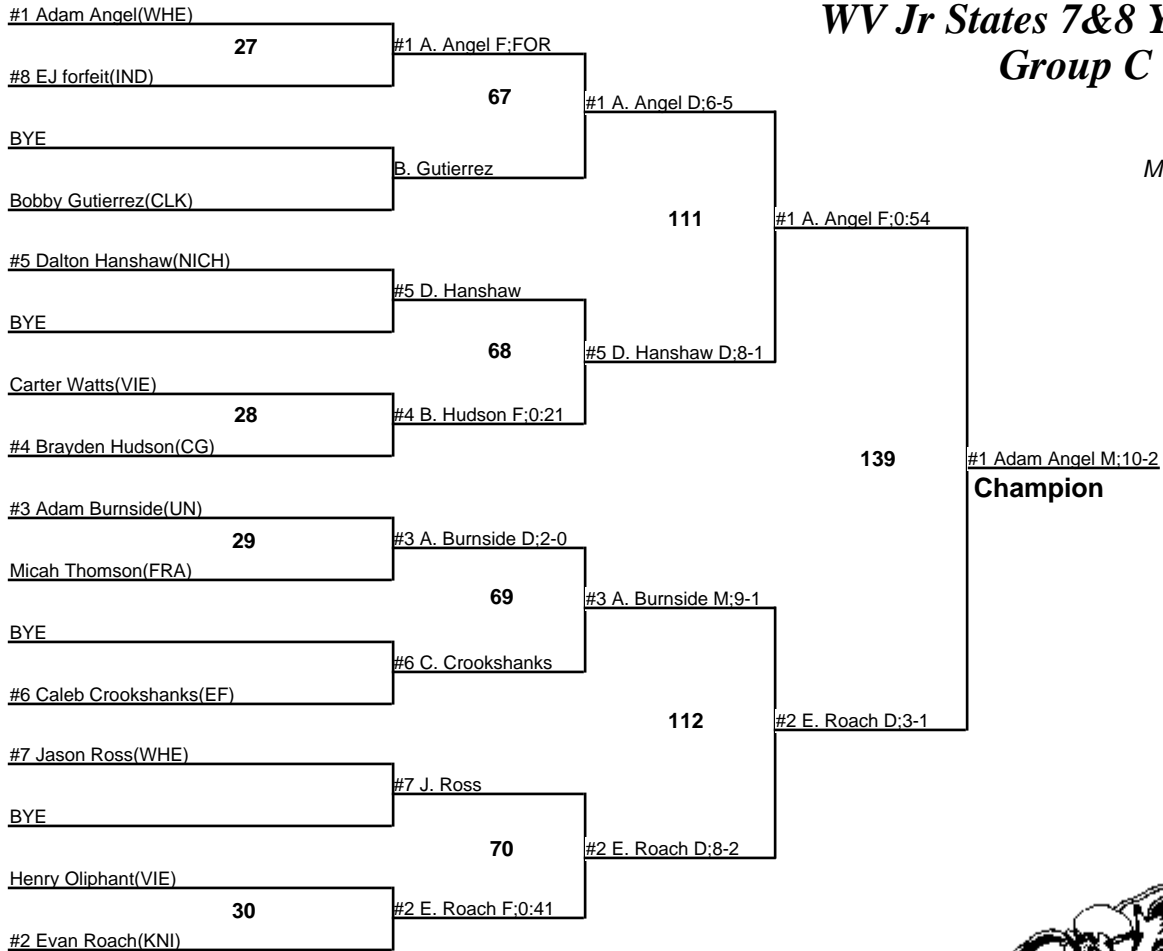 WV Jr States 7&8 Y
Group C
M
#1 Adam Angel(WHE)
27
#8 EJ forfeit(IND)
BYE
Bobby Gutierrez(CLK)
#5 Dalton Hanshaw(NICH)
BYE
Carter Watts(VIE)
28
#4 Brayden Hudson(CG)
#3 Adam Burnside(UN)
29
Micah Thomson(FRA)
BYE
#6 Caleb Crookshanks(EF)
#7 Jason Ross(WHE)
BYE
Henry Oliphant(VIE)
30
#2 Evan Roach(KNI)
#1 A. Angel F;FOR
67
B. Gutierrez
#5 D. Hanshaw
68
#4 B. Hudson F;0:21
#3 A. Burnside D;2-0
69
#6 C. Crookshanks
#7 J. Ross
70
#2 E. Roach F;0:41
#1 A. Angel D;6-5
111
#5 D. Hanshaw D;8-1
#3 A. Burnside M;9-1
112
#2 E. Roach D;8-2
#1 A. Angel F;0:54
139
#2 E. Roach D;3-1
#1 Adam Angel M;10-2
Champion